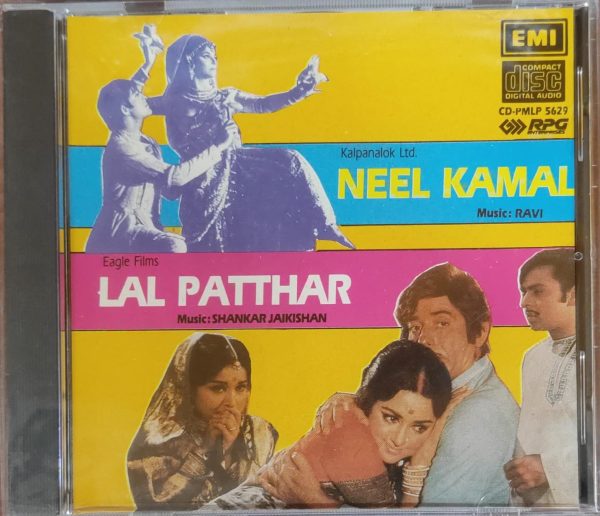 EMI
COMPACT
disc
DIGITAL AUDIO
CD-PMLP 5629
RPG
ENTERPRISES
Kalpanalok Ltd.
NEEL KAMAL
Music: RAVI
Eagle Films
LAL PATTHAR
Music: SHANKAR JAIKISHAN